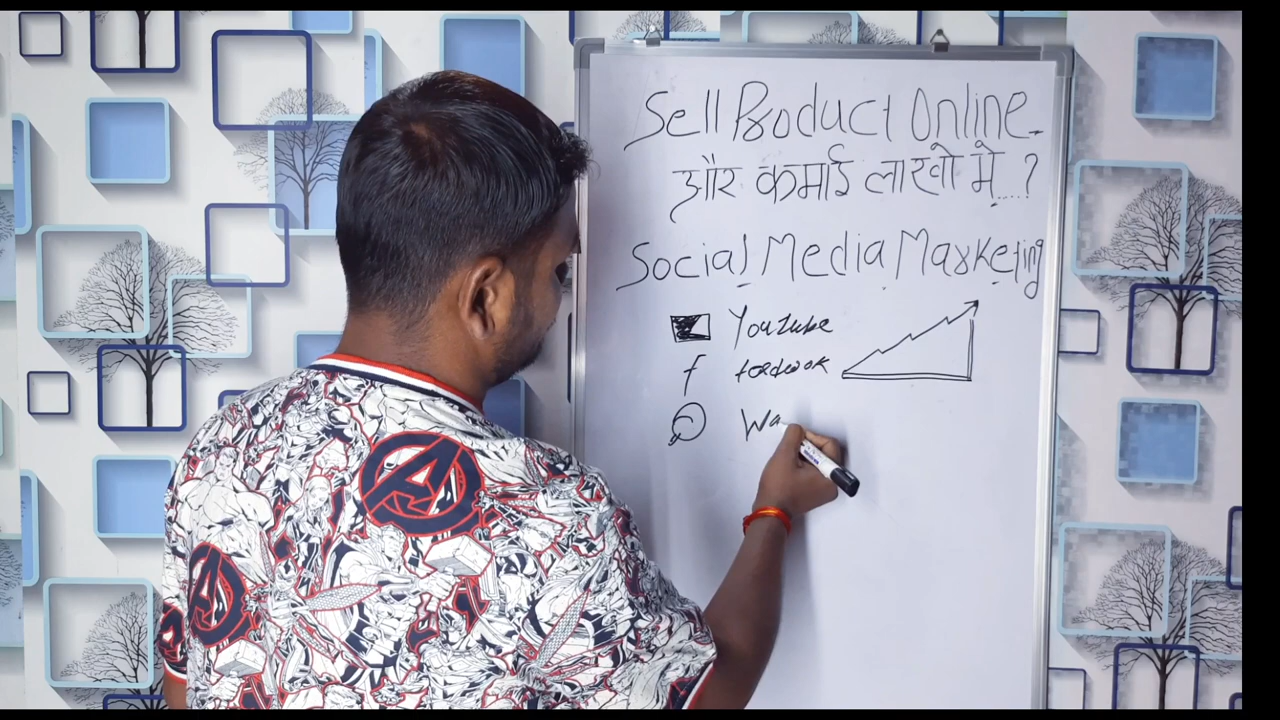 Sell Product Online
और कमाई लाखो मे....?
Social Media Marketing
YouTube
f facebook
Wa